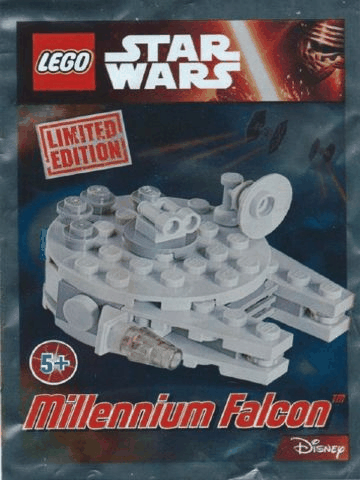 LEGO
STAR
WARS
LIMITED
EDITION
5+
Millennium Falcon™
Disney